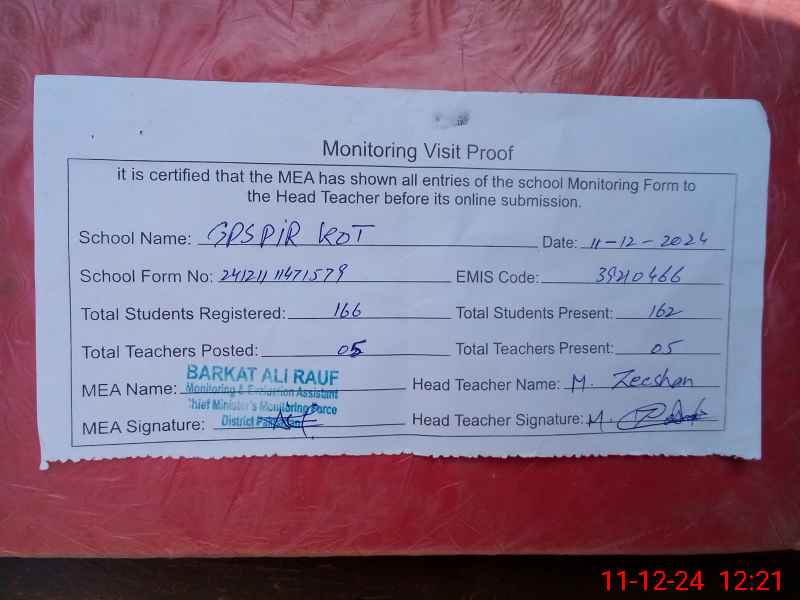 Monitoring Visit Proof
it is certified that the MEA has shown all entries of the school Monitoring Form to
the Head Teacher before its online submission.
School Name: GPS PIR KOT Date: 11-12-2024
School Form No: 241211 11471579 EMIS Code: 39210466
Total Students Registered: 166 Total Students Present: 162
Total Teachers Posted: 05 Total Teachers Present: 05
BARKAT ALI RAUF
MEA Name: Monitoring & Evaluation Assistant Head Teacher Name: M. Zeeshan
Chief Minister's Monitoring Force
MEA Signature: District Head Teacher Signature: M.
11-12-24 12:21